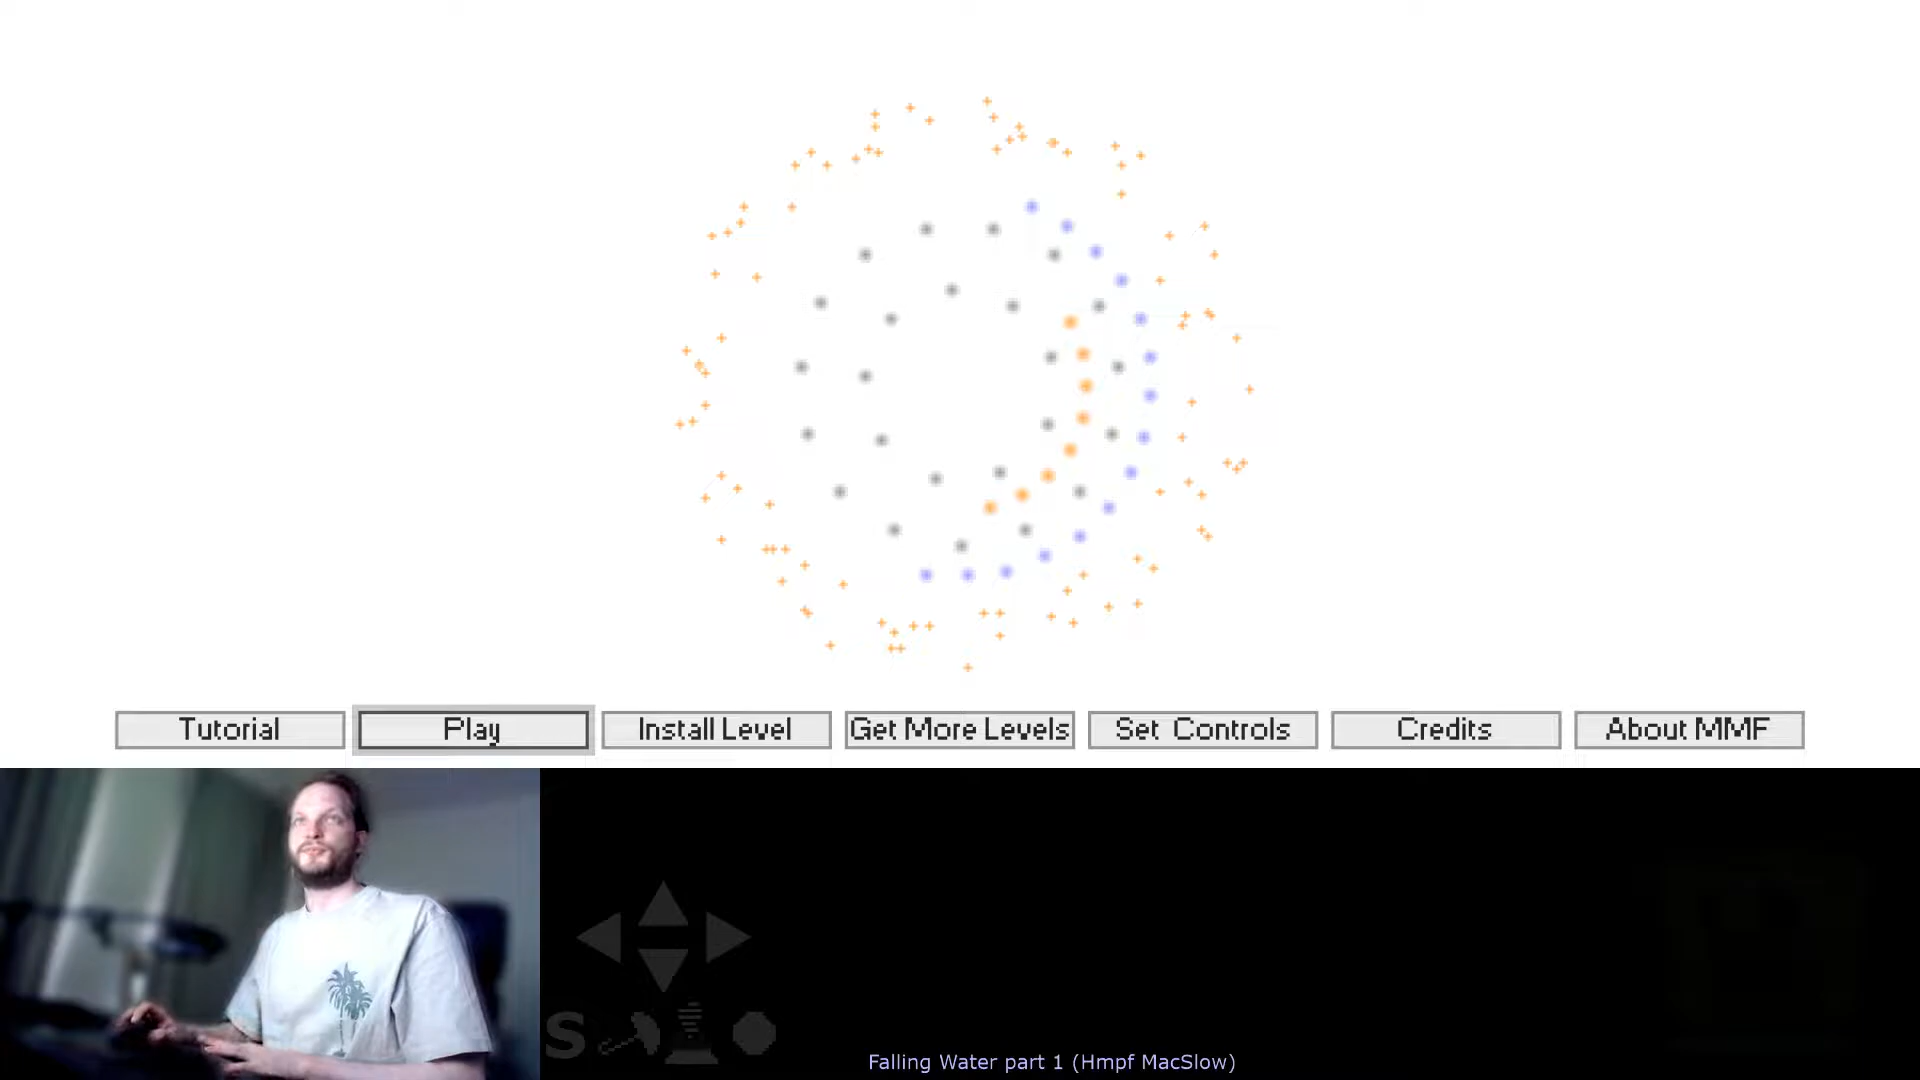 Tutorial
Play
Install Level
Get More Levels
Set Controls
Credits
About MMF
S
Falling Water part 1 (Hmpf MacSlow)